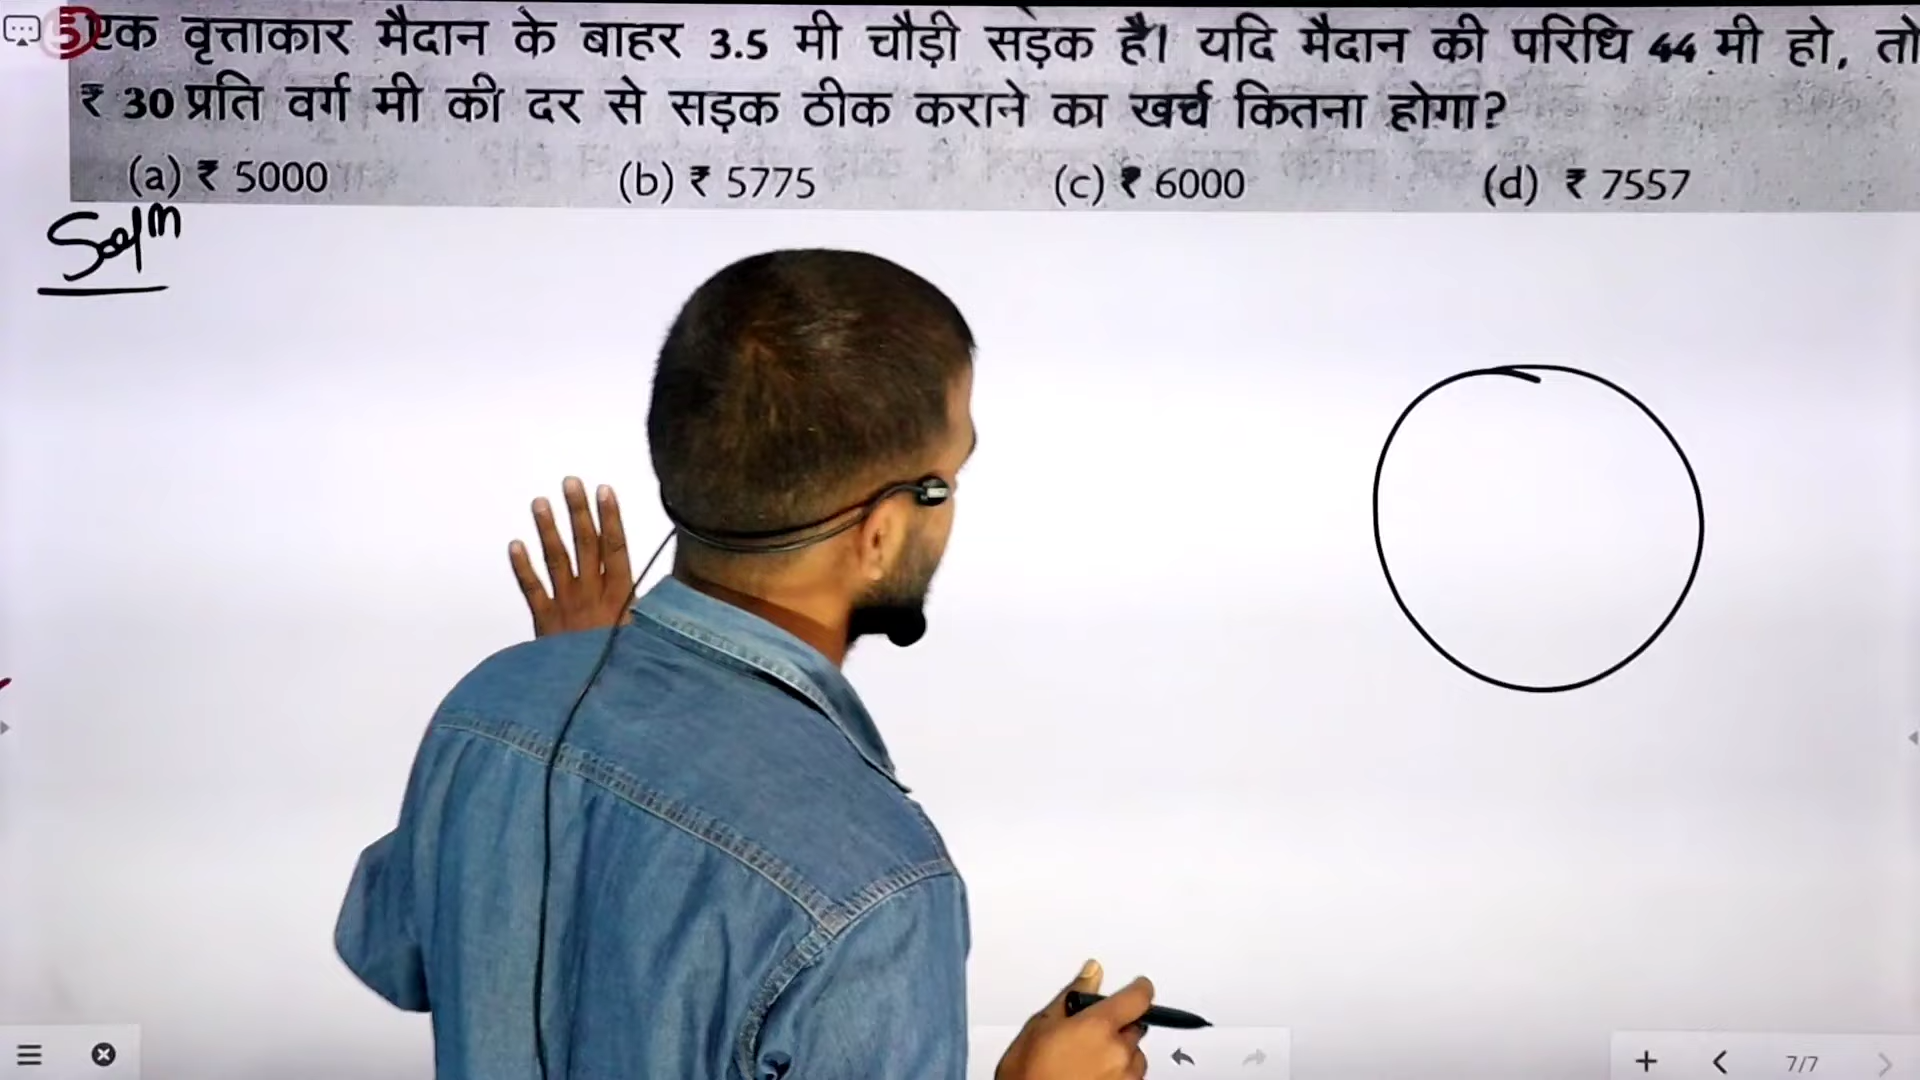 5 एक वृत्ताकार मैदान के बाहर 3.5 मी चौड़ी सड़क है। यदि मैदान की परिधि 44 मी हो, तो
₹ 30 प्रति वर्ग मी की दर से सड़क ठीक कराने का खर्च कितना होगा?
(a) ₹ 5000 (b) ₹ 5775 (c) ₹ 6000 (d) ₹ 7557
Solⁿ
7/7